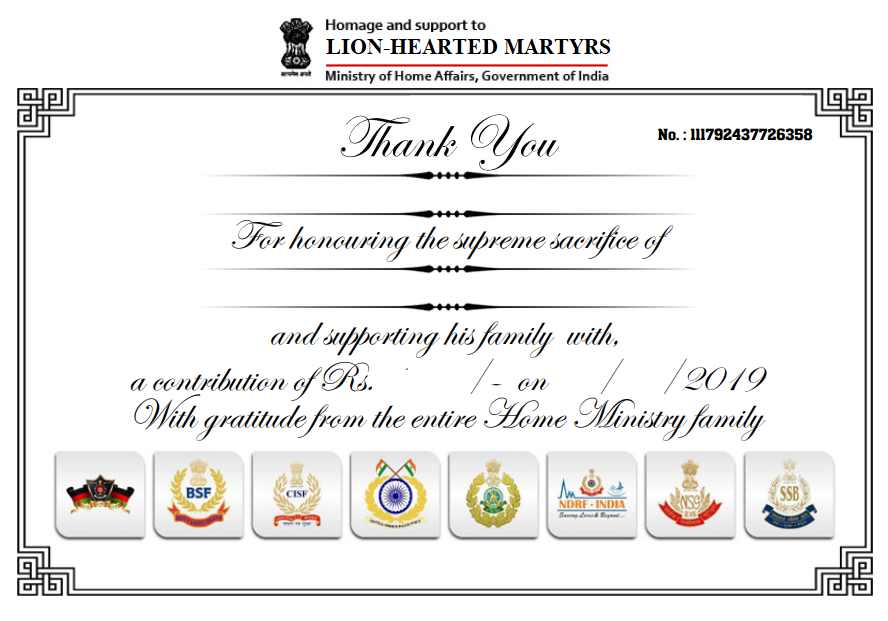 Homage and support to
LION-HEARTED MARTYRS
सत्यमेव जयते
Ministry of Home Affairs, Government of India
Thank You
No. : 111792437726358
For honouring the supreme sacrifice of
and supporting his family with,
a contribution of Rs. /- on / /2019
With gratitude from the entire Home Ministry family
BSF
CISF
NDRF - INDIA
Saving Lives & Beyond...
NSG
SSB